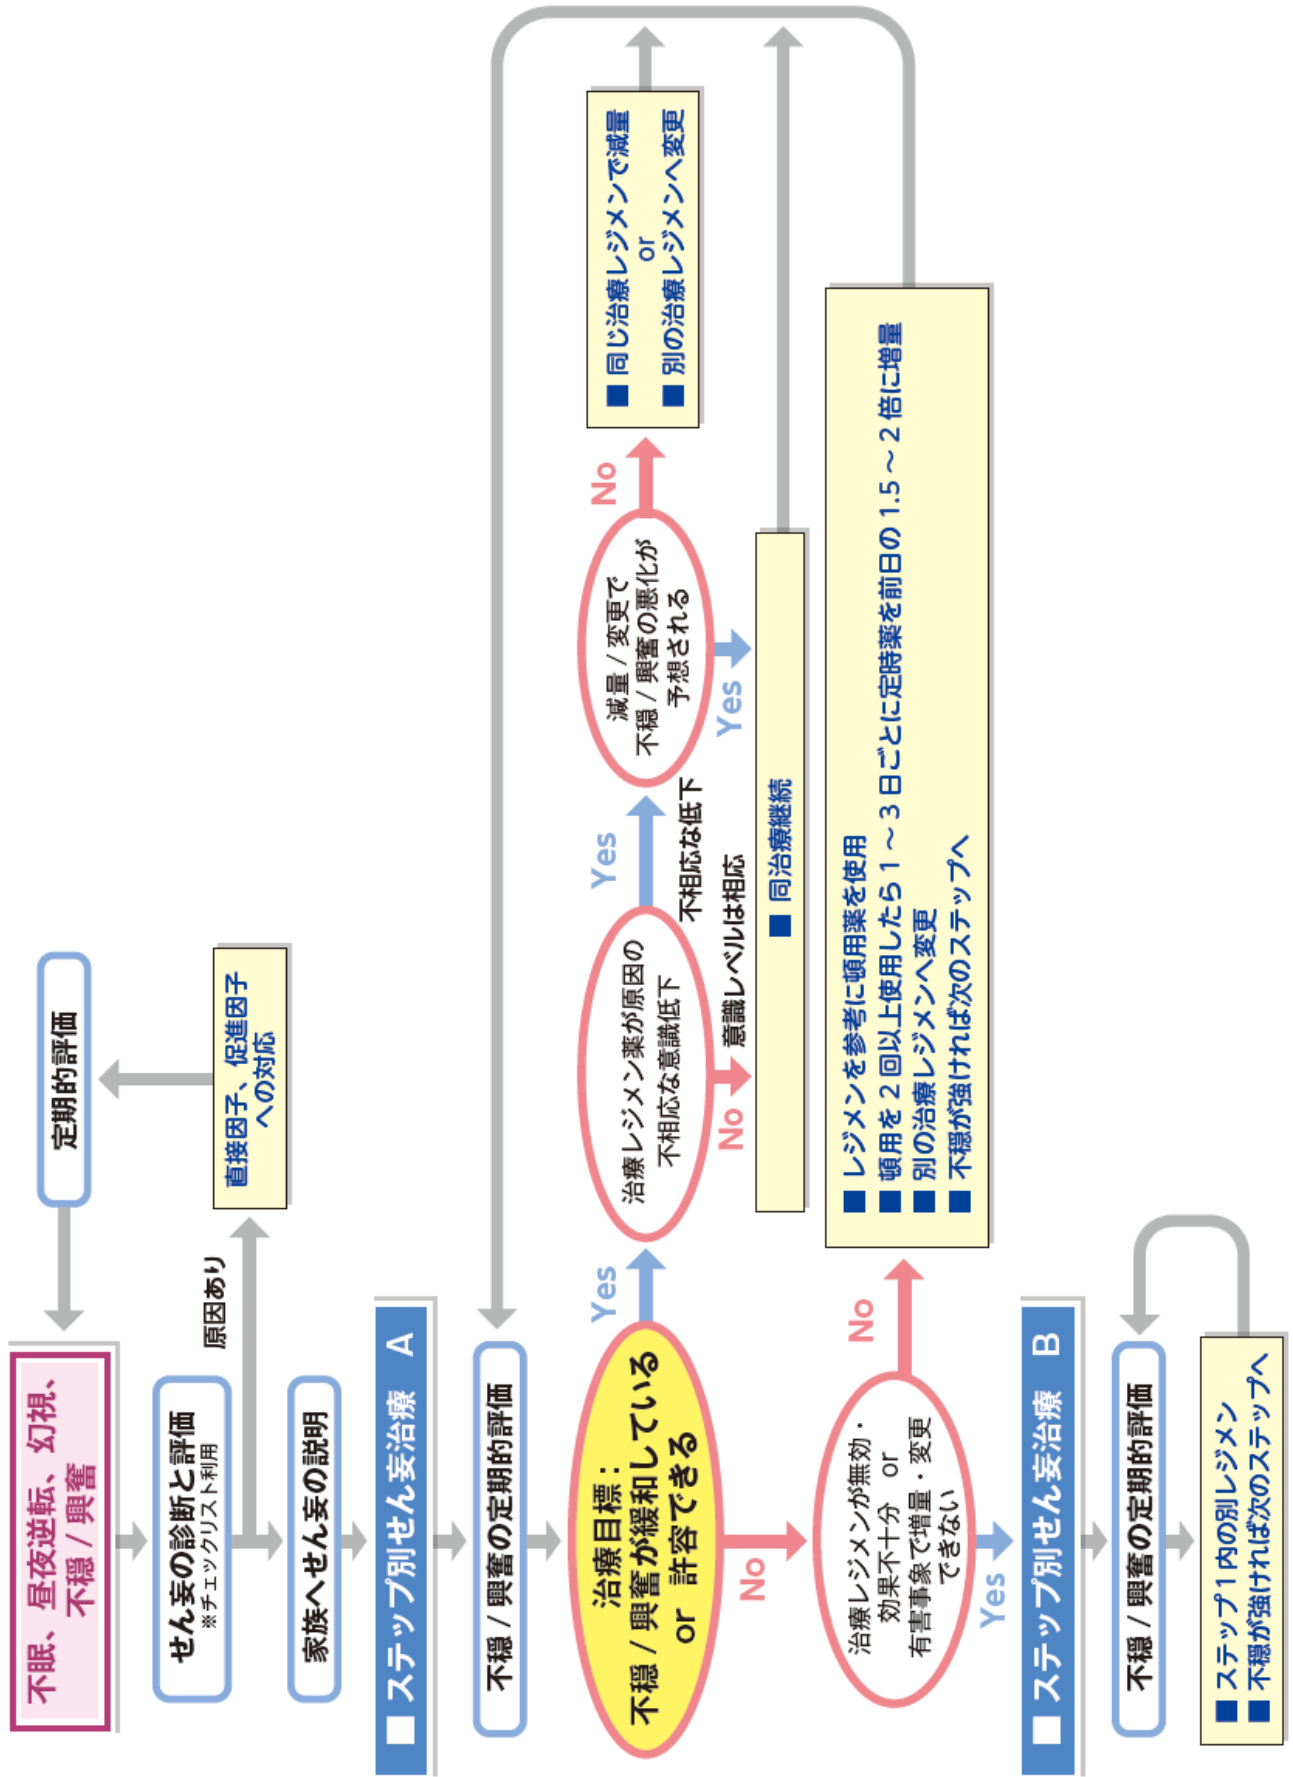 不眠、昼夜逆転、幻視、
不穏 / 興奮
定期的評価
せん妄の診断と評価
※チェックリスト利用
原因あり
直接因子、促進因子
への対応
家族へせん妄の説明
■ ステップ別せん妄治療 A
不穏 / 興奮の定期的評価
治療目標：
不穏 / 興奮が緩和している
or 許容できる
Yes
治療レジメン薬が原因の
不相応な意識低下
Yes
不相応な低下
減量 / 変更で
不穏 / 興奮の悪化が
予想される
No
■ 同じ治療レジメンで減量
or
■ 別の治療レジメンへ変更
No
意識レベルは相応
Yes
■ 同治療継続
No
治療レジメンが無効・
効果不十分 or
有害事象で増量・変更
できない
No
■ レジメンを参考に頓用薬を使用
■ 頓用を 2 回以上使用したら 1 ～ 3 日ごとに定時薬を前日の 1.5 ～ 2 倍に増量
■ 別の治療レジメンへ変更
■ 不穏が強ければ次のステップへ
Yes
■ ステップ別せん妄治療 B
不穏 / 興奮の定期的評価
■ ステップ 1 内の別レジメン
■ 不穏が強ければ次のステップへ